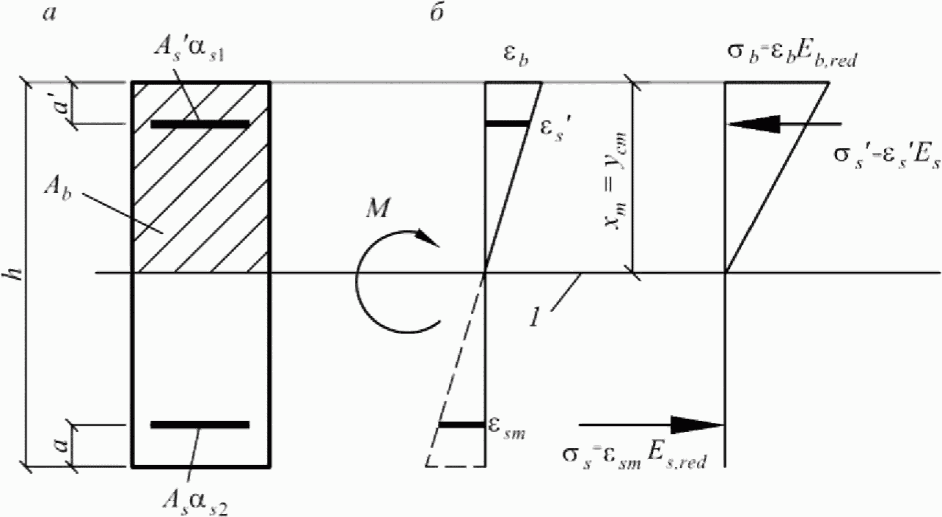 а
б
A_s'α_s1
ε_b
σ_b=ε_bE_b,red
a'
ε_s'
σ_s'=ε_s'E_s
A_b
x_m = y_cm
M
h
1
a
ε_sm
σ_s=ε_smE_s,red
A_sα_s2